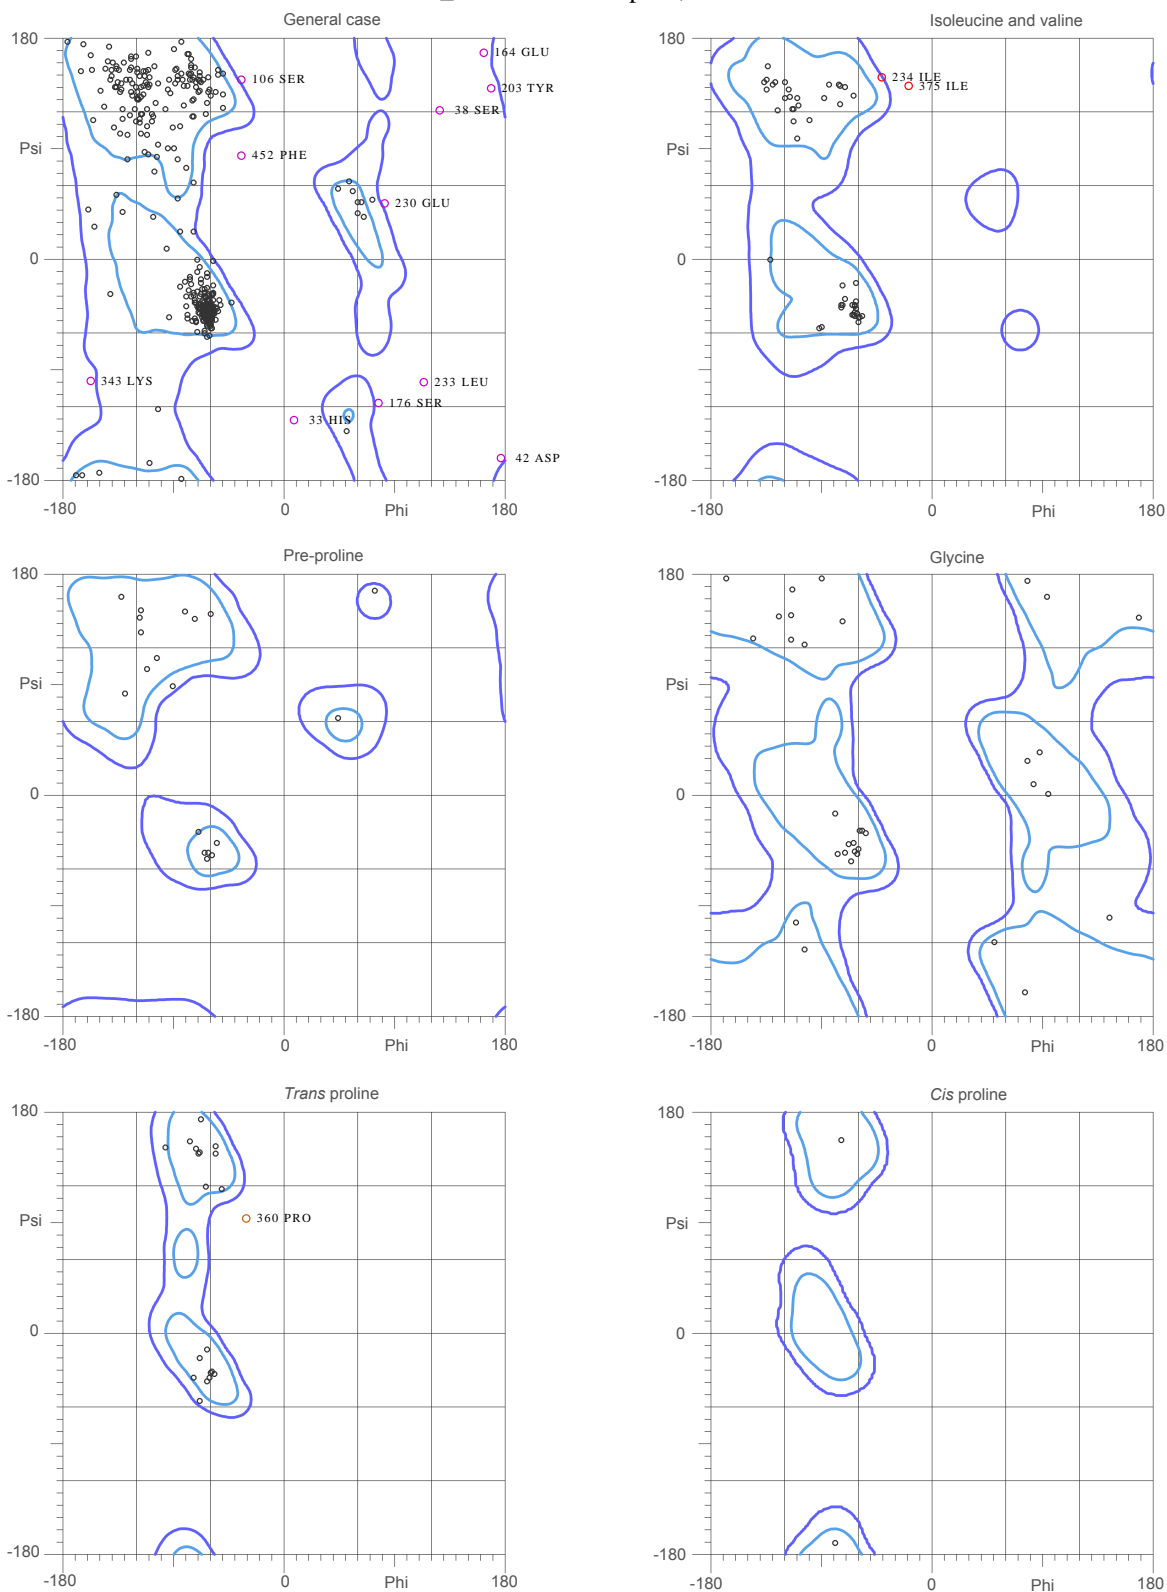 General case
180
Psi
0
-180
-180
0
Phi
180
164 GLU
106 SER
203 TYR
38 SER
452 PHE
230 GLU
343 LYS
233 LEU
176 SER
33 HIS
42 ASP
Isoleucine and valine
180
Psi
0
-180
-180
0
Phi
180
234 ILE
375 ILE
Pre-proline
180
Psi
0
-180
-180
0
Phi
180
Glycine
180
Psi
0
-180
-180
0
Phi
180
Trans proline
180
Psi
0
-180
-180
0
Phi
180
360 PRO
Cis proline
180
Psi
0
-180
-180
0
Phi
180